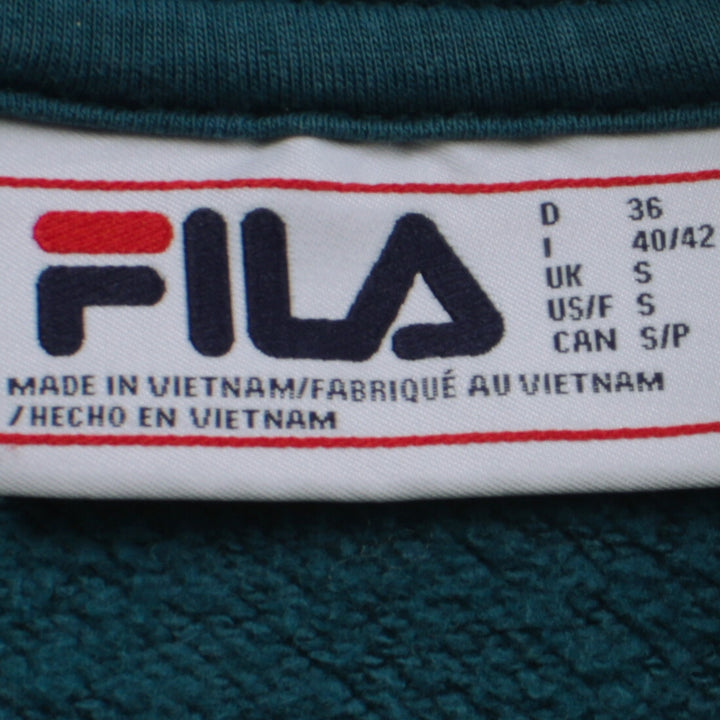 FILA
D 36
I 40/42
UK S
US/F S
CAN S/P
MADE IN VIETNAM/FABRIQUÉ AU VIETNAM
/HECHO EN VIETNAM